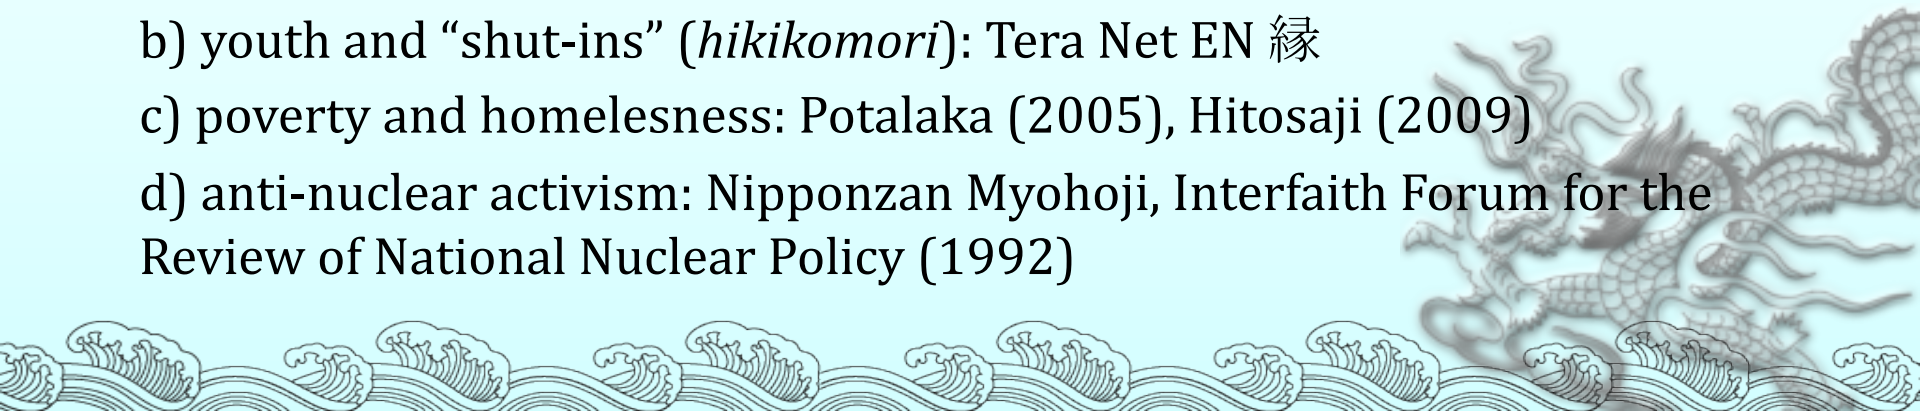 b) youth and “shut-ins” (hikikomori): Tera Net EN 縁
c) poverty and homelesness: Potalaka (2005), Hitosaji (2009)
d) anti-nuclear activism: Nipponzan Myohoji, Interfaith Forum for the
Review of National Nuclear Policy (1992)